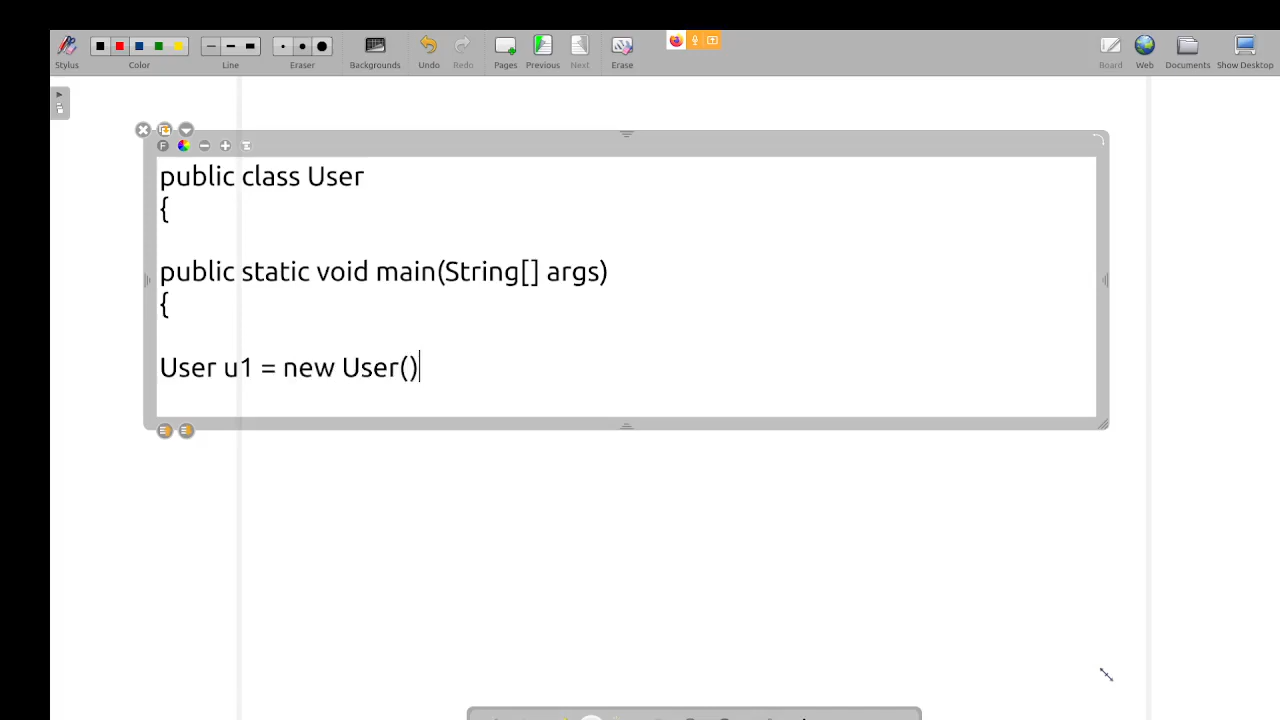 Stylus Color Line Eraser Backgrounds Undo Redo Pages Previous Next Erase Board Web Documents Show Desktop
F
public class User
{
public static void main(String[] args)
{
User u1 = new User()